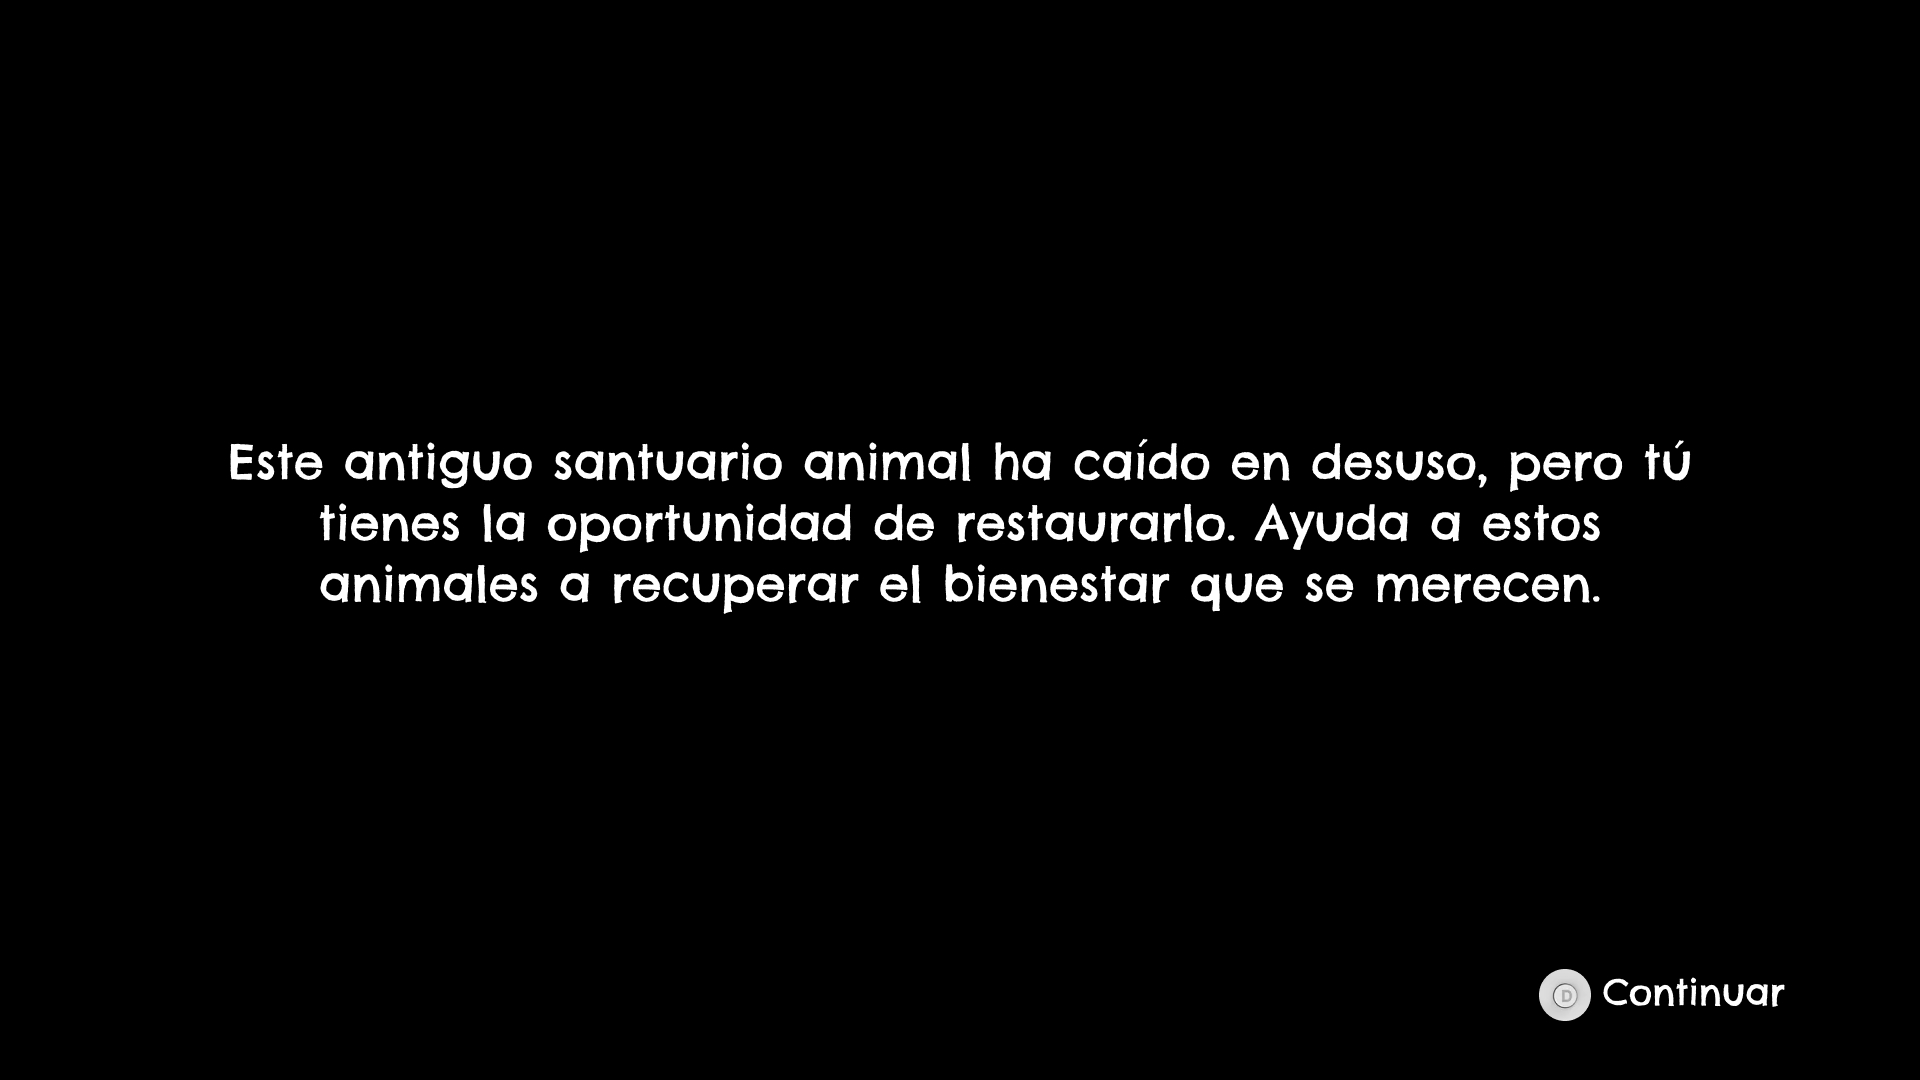 Este antiguo santuario animal ha caído en desuso, pero tú
tienes la oportunidad de restaurarlo. Ayuda a estos
animales a recuperar el bienestar que se merecen.
D Continuar